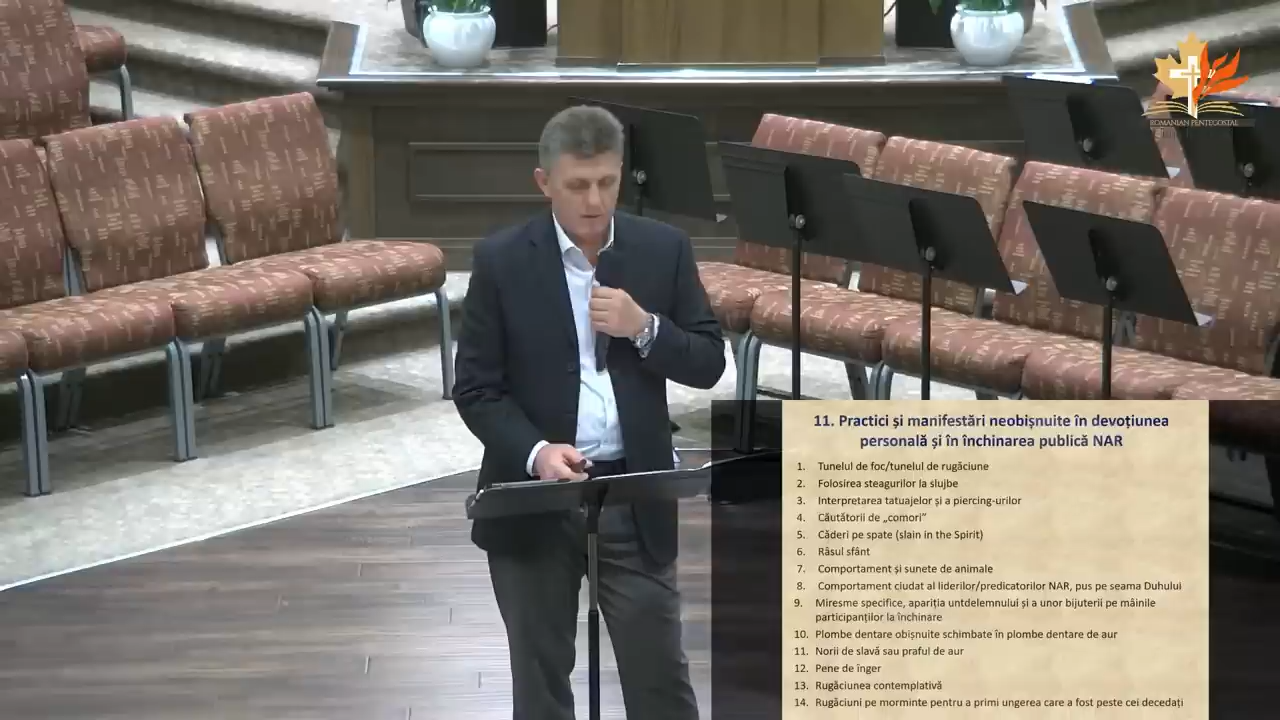 ROMANIAN PENTECOSTAL
11. Practici și manifestări neobișnuite în devoțiunea
personală și în închinarea publică NAR
1. Tunelul de foc/tunelul de rugăciune
2. Folosirea steagurilor la slujbe
3. Interpretarea tatuajelor și a piercing-urilor
4. Căutătorii de „comori”
5. Căderi pe spate (slain in the Spirit)
6. Râsul sfânt
7. Comportament și sunete de animale
8. Comportament ciudat al liderilor/predicatorilor NAR, pus pe seama Duhului
9. Miresme specifice, apariția untdelemnului și a unor bijuterii pe mâinile
participanților la închinare
10. Plombe dentare obișnuite schimbate în plombe dentare de aur
11. Norii de slavă sau praful de aur
12. Pene de înger
13. Rugăciunea contemplativă
14. Rugăciuni pe morminte pentru a primi ungerea care a fost peste cei decedați